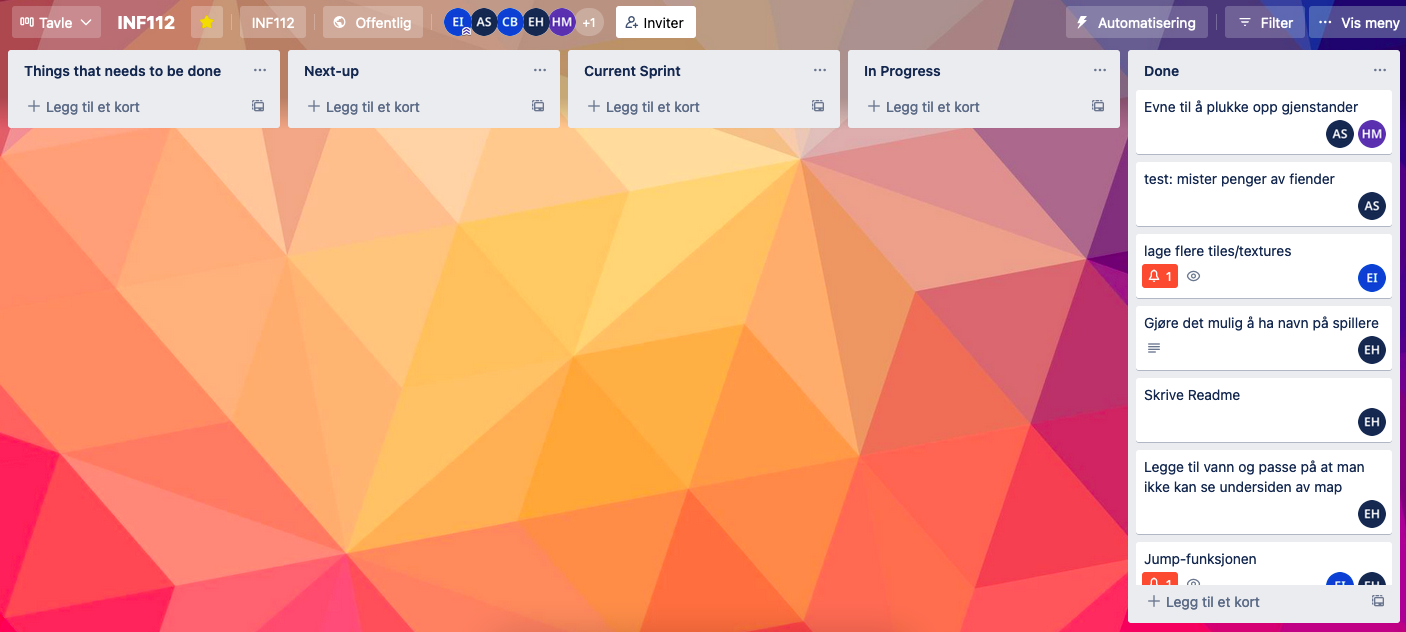 Tavle
INF112
INF112
Offentlig
EI AS CB EH HM +1
Inviter
Automatisering
Filter
Vis meny
Things that needs to be done
Legg til et kort
Next-up
Legg til et kort
Current Sprint
Legg til et kort
In Progress
Legg til et kort
Done
Evne til å plukke opp gjenstander
AS HM
test: mister penger av fiender
AS
lage flere tiles/textures
1
EI
Gjøre det mulig å ha navn på spillere
EH
Skrive Readme
EH
Legge til vann og passe på at man
ikke kan se undersiden av map
EH
Jump-funksjonen
1
EI EH
Legg til et kort